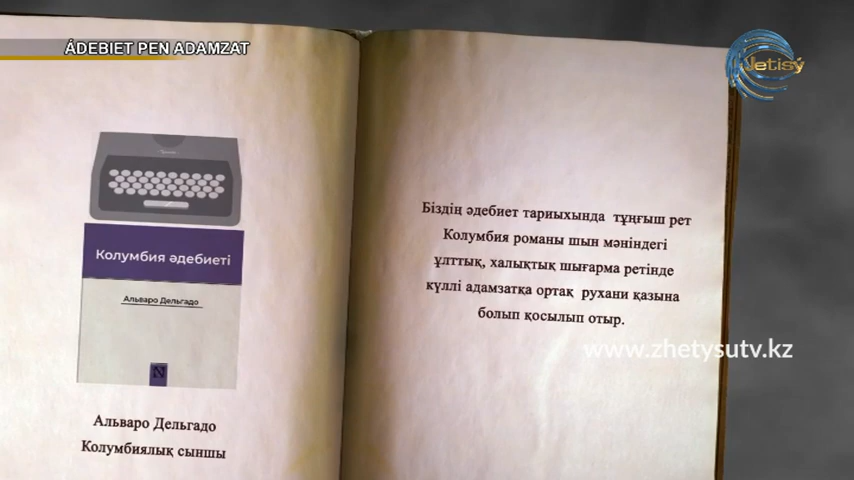 ÁDEBIET PEN ADAMZAT
Jetisý
Колумбия әдебиеті
Альваро Дельгадо
N
Альваро Дельгадо
Колумбиялық сыншы
Біздің әдебиет тариыхында тұңғыш рет
Колумбия романы шын мәніндегі
ұлттық, халықтық шығарма ретінде
күллі адамзатқа ортақ рухани қазына
болып қосылып отыр.
www.zhetysutv.kz